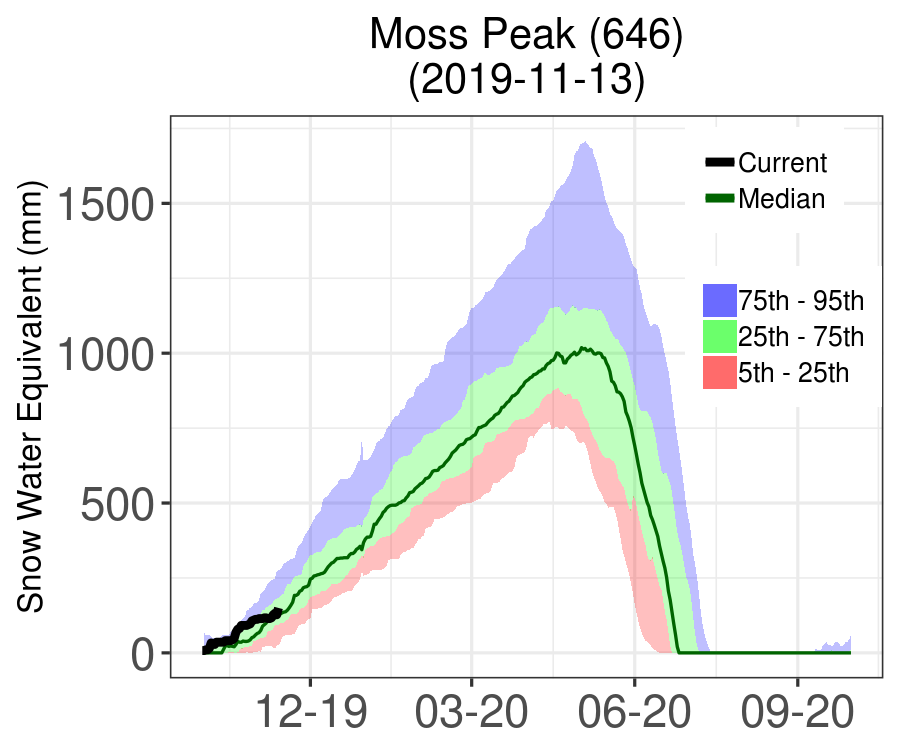 Moss Peak (646)
(2019-11-13)
Snow Water Equivalent (mm)
1500
1000
500
0
12-19
03-20
06-20
09-20
Current
Median
75th - 95th
25th - 75th
5th - 25th